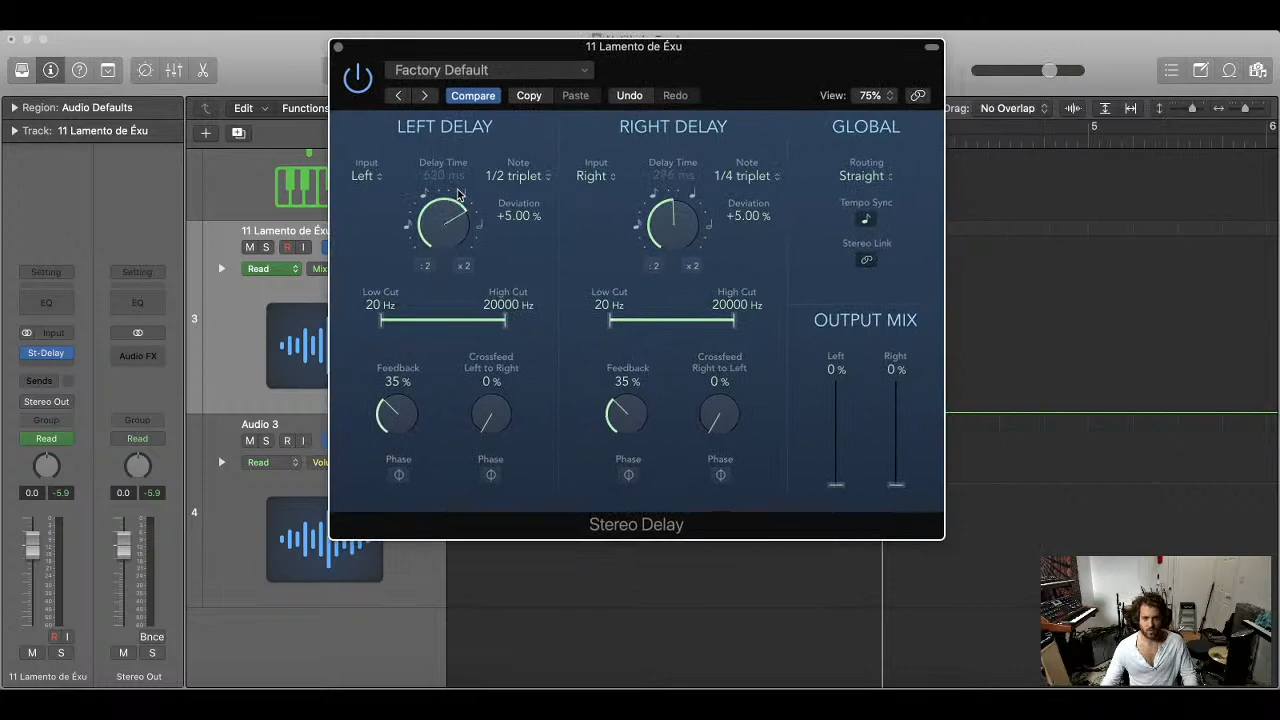 11 Lamento de Éxu
Factory Default
Compare Copy Paste Undo Redo View: 75%
Region: Audio Defaults
Track: 11 Lamento de Éxu
Edit Functions
Drag: No Overlap
5 6
LEFT DELAY
Input
Left
Delay Time
620 ms
Note
1/2 triplet
Deviation
+5.00 %
:2 x2
Low Cut
20 Hz
High Cut
20000 Hz
Feedback
35 %
Crossfeed
Left to Right
0 %
Phase Phase
RIGHT DELAY
Input
Right
Delay Time
296 ms
Note
1/4 triplet
Deviation
+5.00 %
:2 x2
Low Cut
20 Hz
High Cut
20000 Hz
Feedback
35 %
Crossfeed
Right to Left
0 %
Phase Phase
GLOBAL
Routing
Straight
Tempo Sync
Stereo Link
OUTPUT MIX
Left
0 %
Right
0 %
Stereo Delay
11 Lamento de Éxu
M S R I
Read Mix
3
Audio 3
M S R I
Read Volu
4
Setting Setting
EQ EQ
Input
St-Delay Audio FX
Sends
Stereo Out
Group Group
Read Read
0.0 -5.9 0.0 -5.9
R I Bnce
M S M S
11 Lamento de Éxu Stereo Out